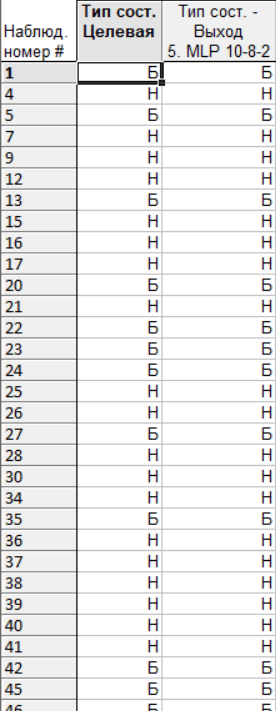 Наблюд. номер # Тип сост. Целевая Тип сост. - Выход 5. MLP 10-8-2
1 Б Б
4 Н Н
5 Б Б
7 Н Н
9 Н Н
12 Н Н
13 Б Б
15 Н Н
16 Н Н
17 Н Н
20 Б Б
21 Н Н
22 Б Б
23 Б Б
24 Б Б
25 Н Н
26 Н Н
27 Б Б
28 Н Н
30 Н Н
34 Н Н
35 Б Б
36 Н Н
37 Н Н
38 Н Н
39 Н Н
40 Н Н
41 Н Н
42 Б Б
45 Б Б
46 Б Б